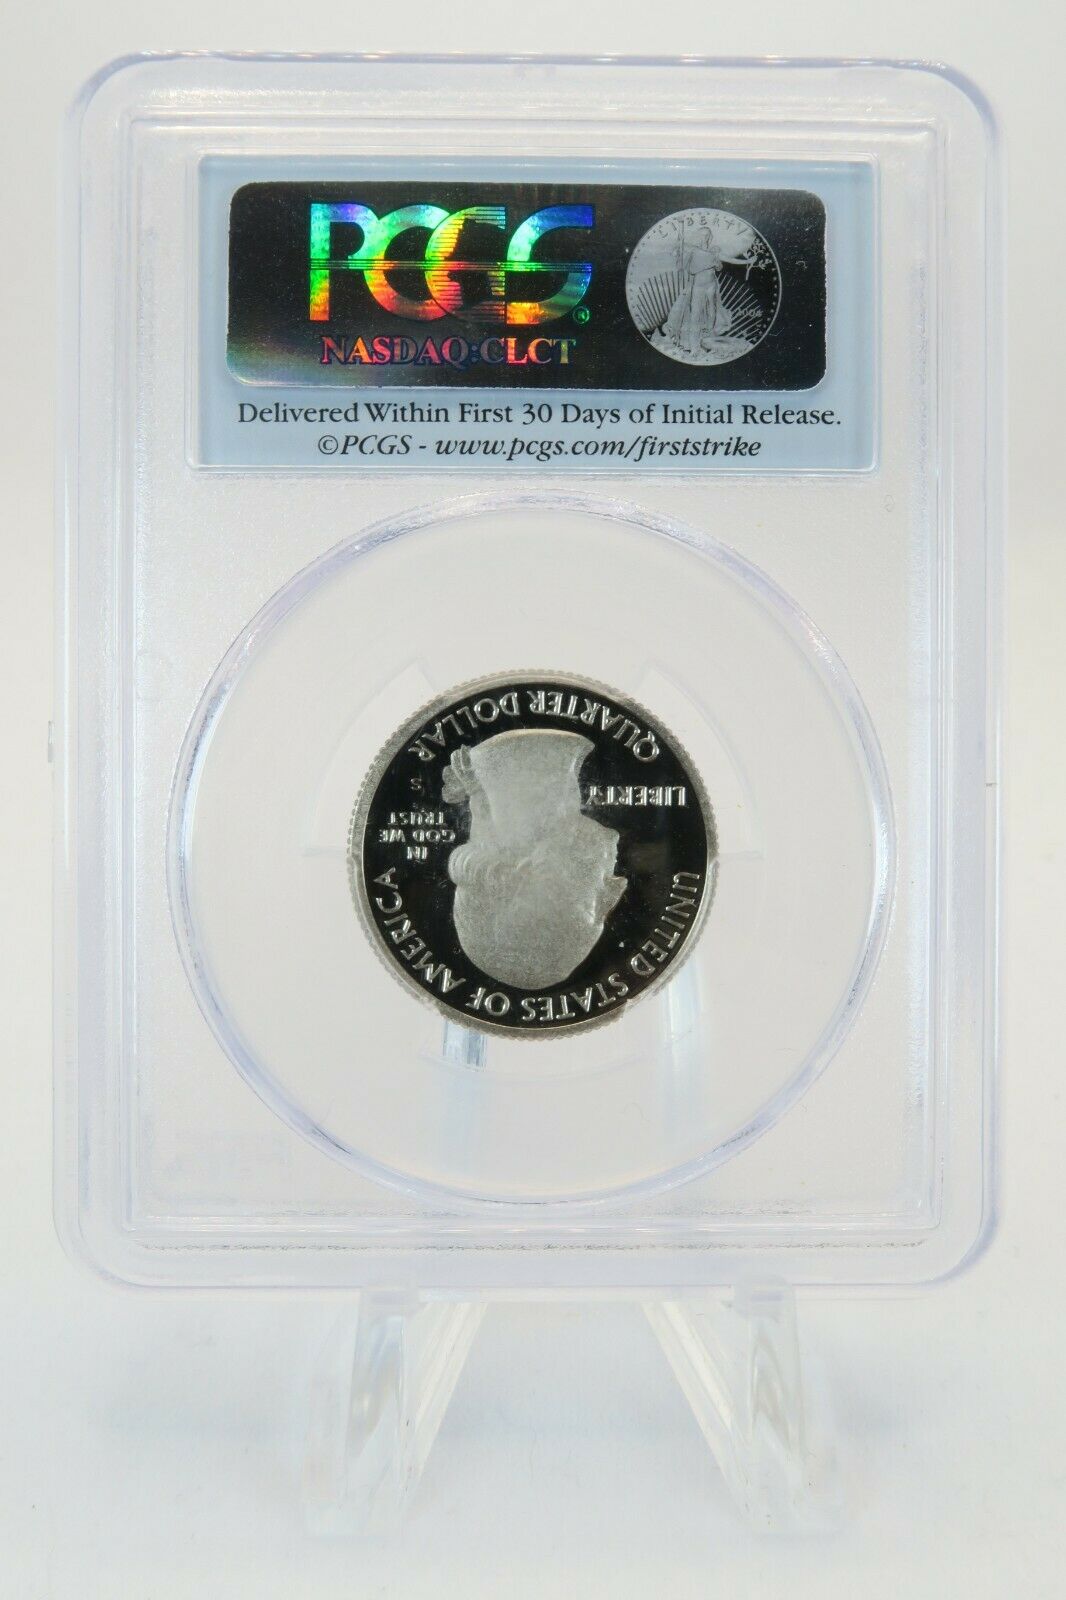 PCGS®
NASDAQ:CLCT
LIBERTY
2006
Delivered Within First 30 Days of Initial Release.
©PCGS - www.pcgs.com/firststrike
UNITED STATES OF AMERICA
LIBERTY
IN
GOD WE
TRUST
S
QUARTER DOLLAR